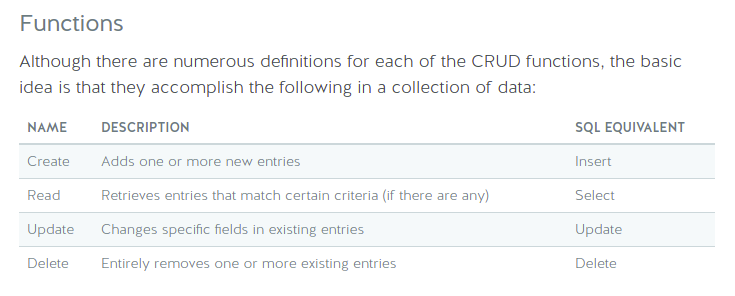 Functions
Although there are numerous definitions for each of the CRUD functions, the basic
idea is that they accomplish the following in a collection of data:
NAME DESCRIPTION SQL EQUIVALENT
Create Adds one or more new entries Insert
Read Retrieves entries that match certain criteria (if there are any) Select
Update Changes specific fields in existing entries Update
Delete Entirely removes one or more existing entries Delete